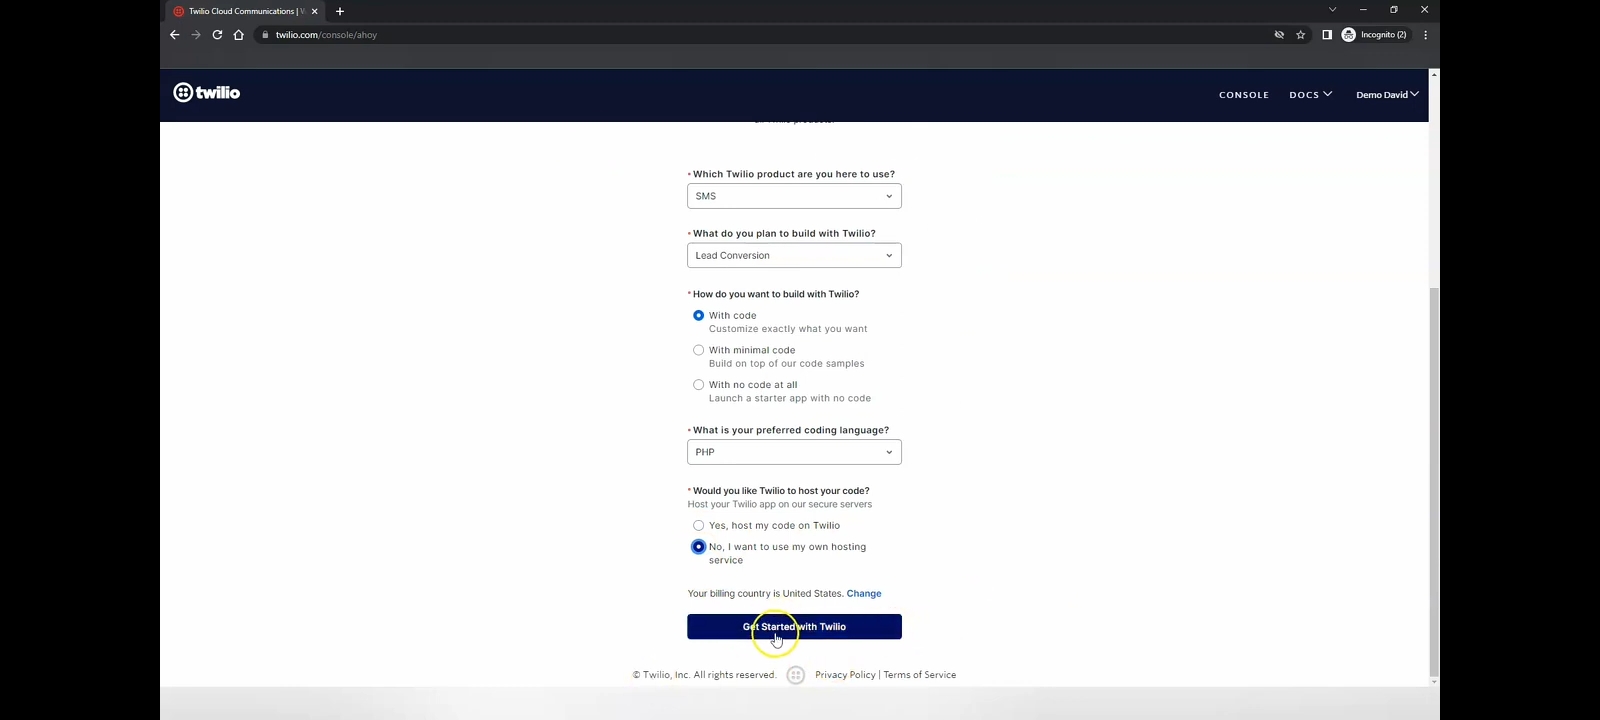 Twilio Cloud Communications |
twilio.com/console/ahoy
Incognito (2)
twilio
CONSOLE
DOCS
Demo David
products.
* Which Twilio product are you here to use?
SMS
* What do you plan to build with Twilio?
Lead Conversion
* How do you want to build with Twilio?
With code
Customize exactly what you want
With minimal code
Build on top of our code samples
With no code at all
Launch a starter app with no code
* What is your preferred coding language?
PHP
* Would you like Twilio to host your code?
Host your Twilio app on our secure servers
Yes, host my code on Twilio
No, I want to use my own hosting
service
Your billing country is United States. Change
Get Started with Twilio
© Twilio, Inc. All rights reserved.
Privacy Policy | Terms of Service